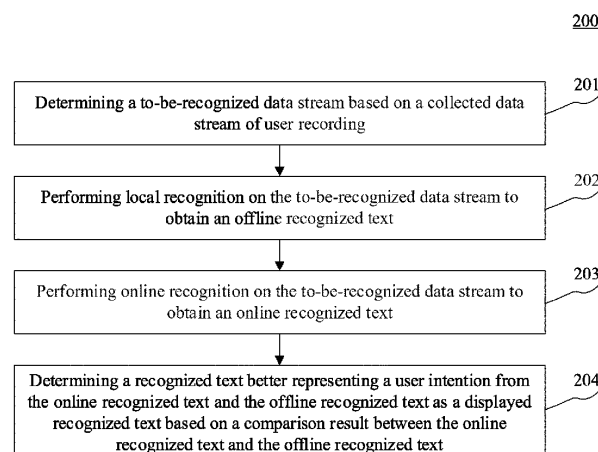 200
201
Determining a to-be-recognized data stream based on a collected data
stream of user recording
202
Performing local recognition on the to-be-recognized data stream to
obtain an offline recognized text
203
Performing online recognition on the to-be-recognized data stream to
obtain an online recognized text
204
Determining a recognized text better representing a user intention from
the online recognized text and the offline recognized text as a displayed
recognized text based on a comparison result between the online
recognized text and the offline recognized text